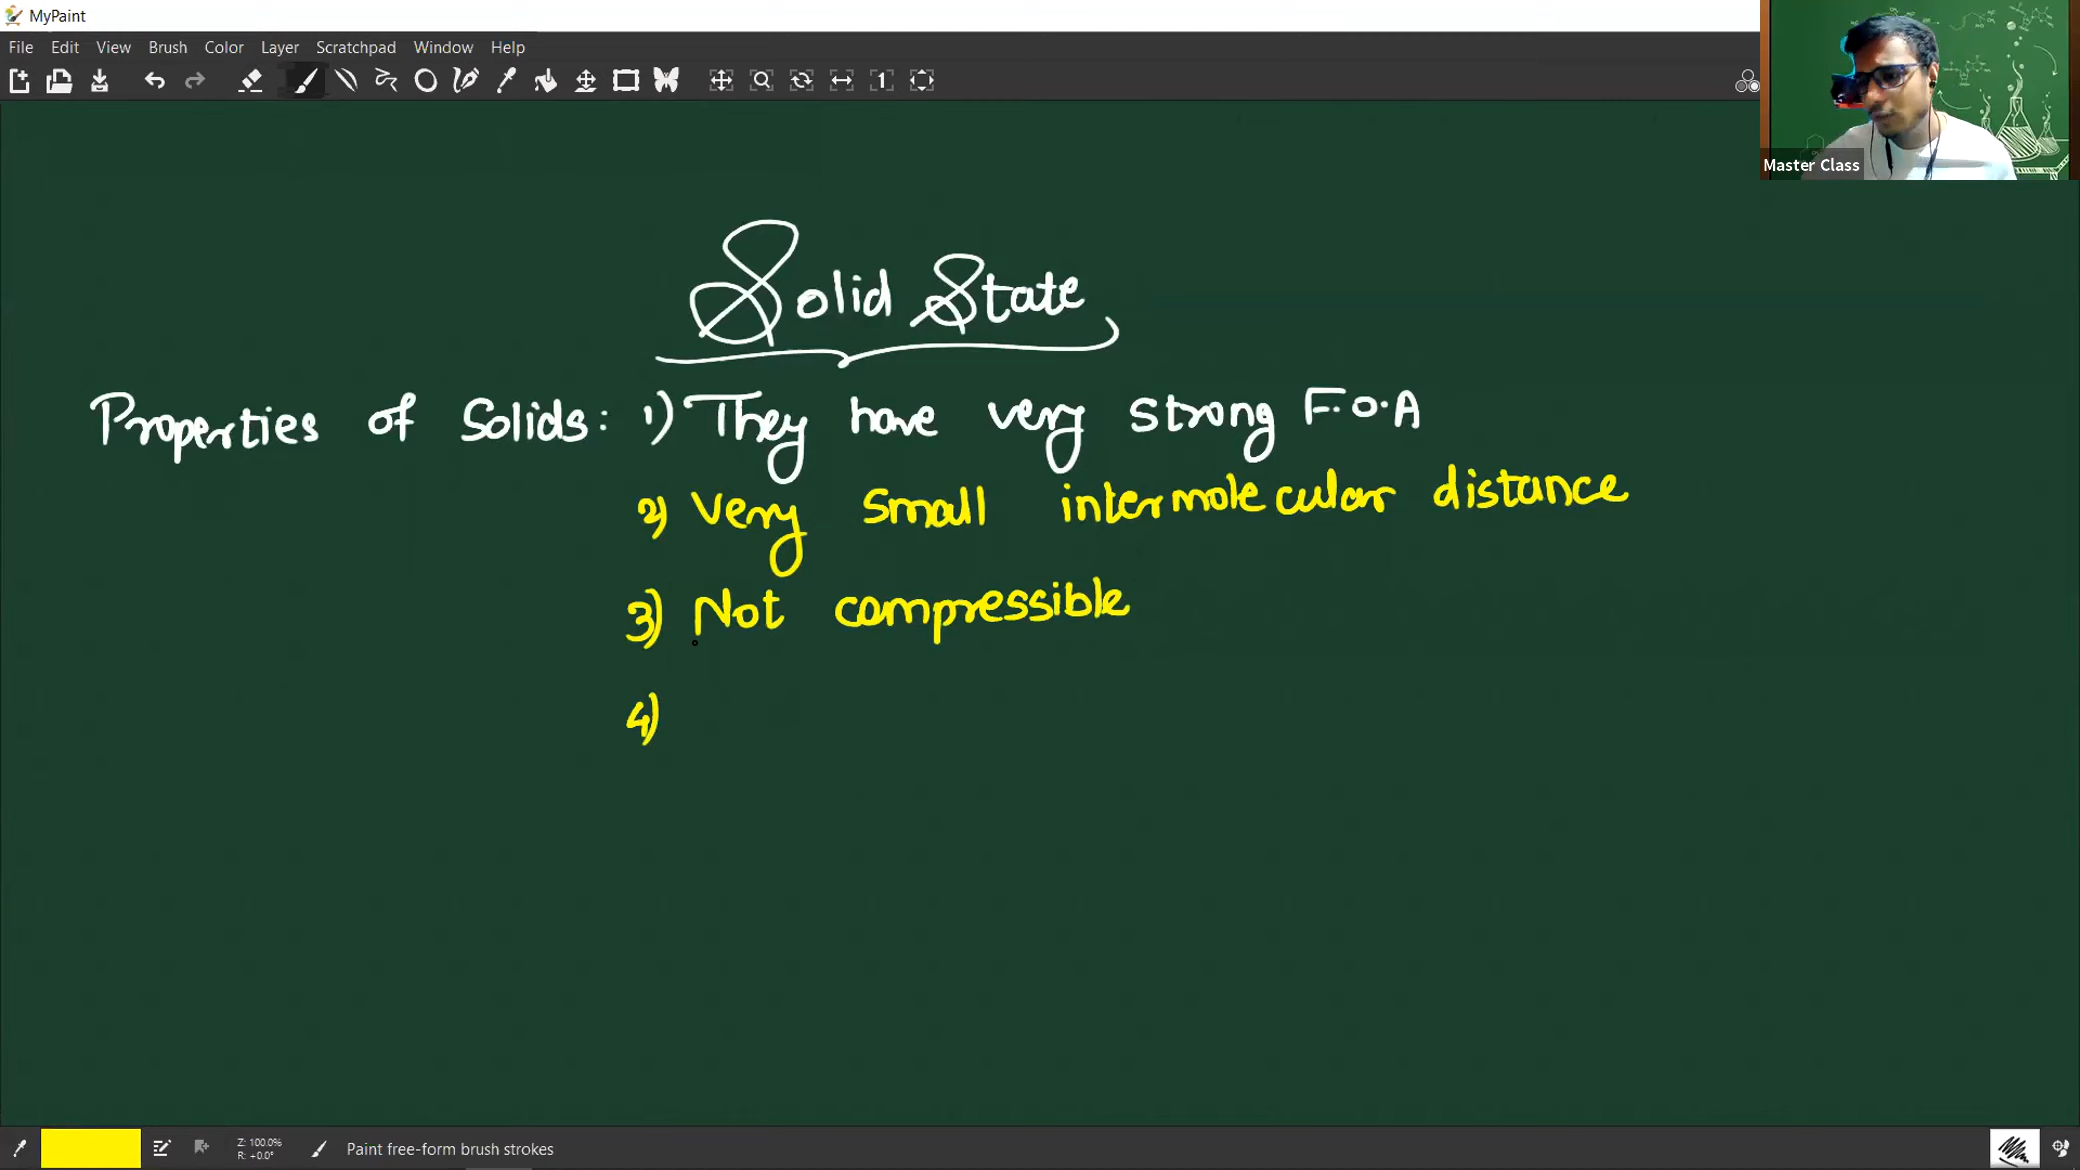 MyPaint
File Edit View Brush Color Layer Scratchpad Window Help
Master Class
Solid State
Properties of Solids: 1) They have very strong F.O.A
2) Very small intermolecular distance
3) Not compressible
4)
Z: 100.0%
R: +0.0°
Paint free-form brush strokes